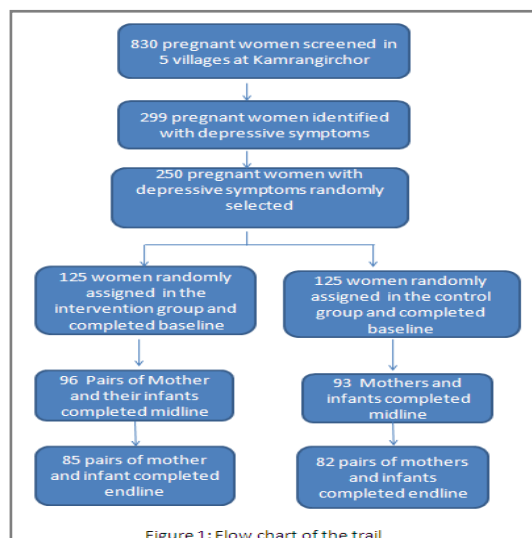 830 pregnant women screened in
5 villages at Kamrangirchor
299 pregnant women identified
with depressive symptoms
250 pregnant women with
depressive symptoms randomly
selected
125 women randomly
assigned in the
intervention group and
completed baseline
125 women randomly
assigned in the control
group and completed
baseline
96 Pairs of Mother
and their infants
completed midline
93 Mothers and
infants completed
midline
85 pairs of mother
and infant completed
endline
82 pairs of mothers
and infants
completed endline
Figure 1: Flow chart of the trail